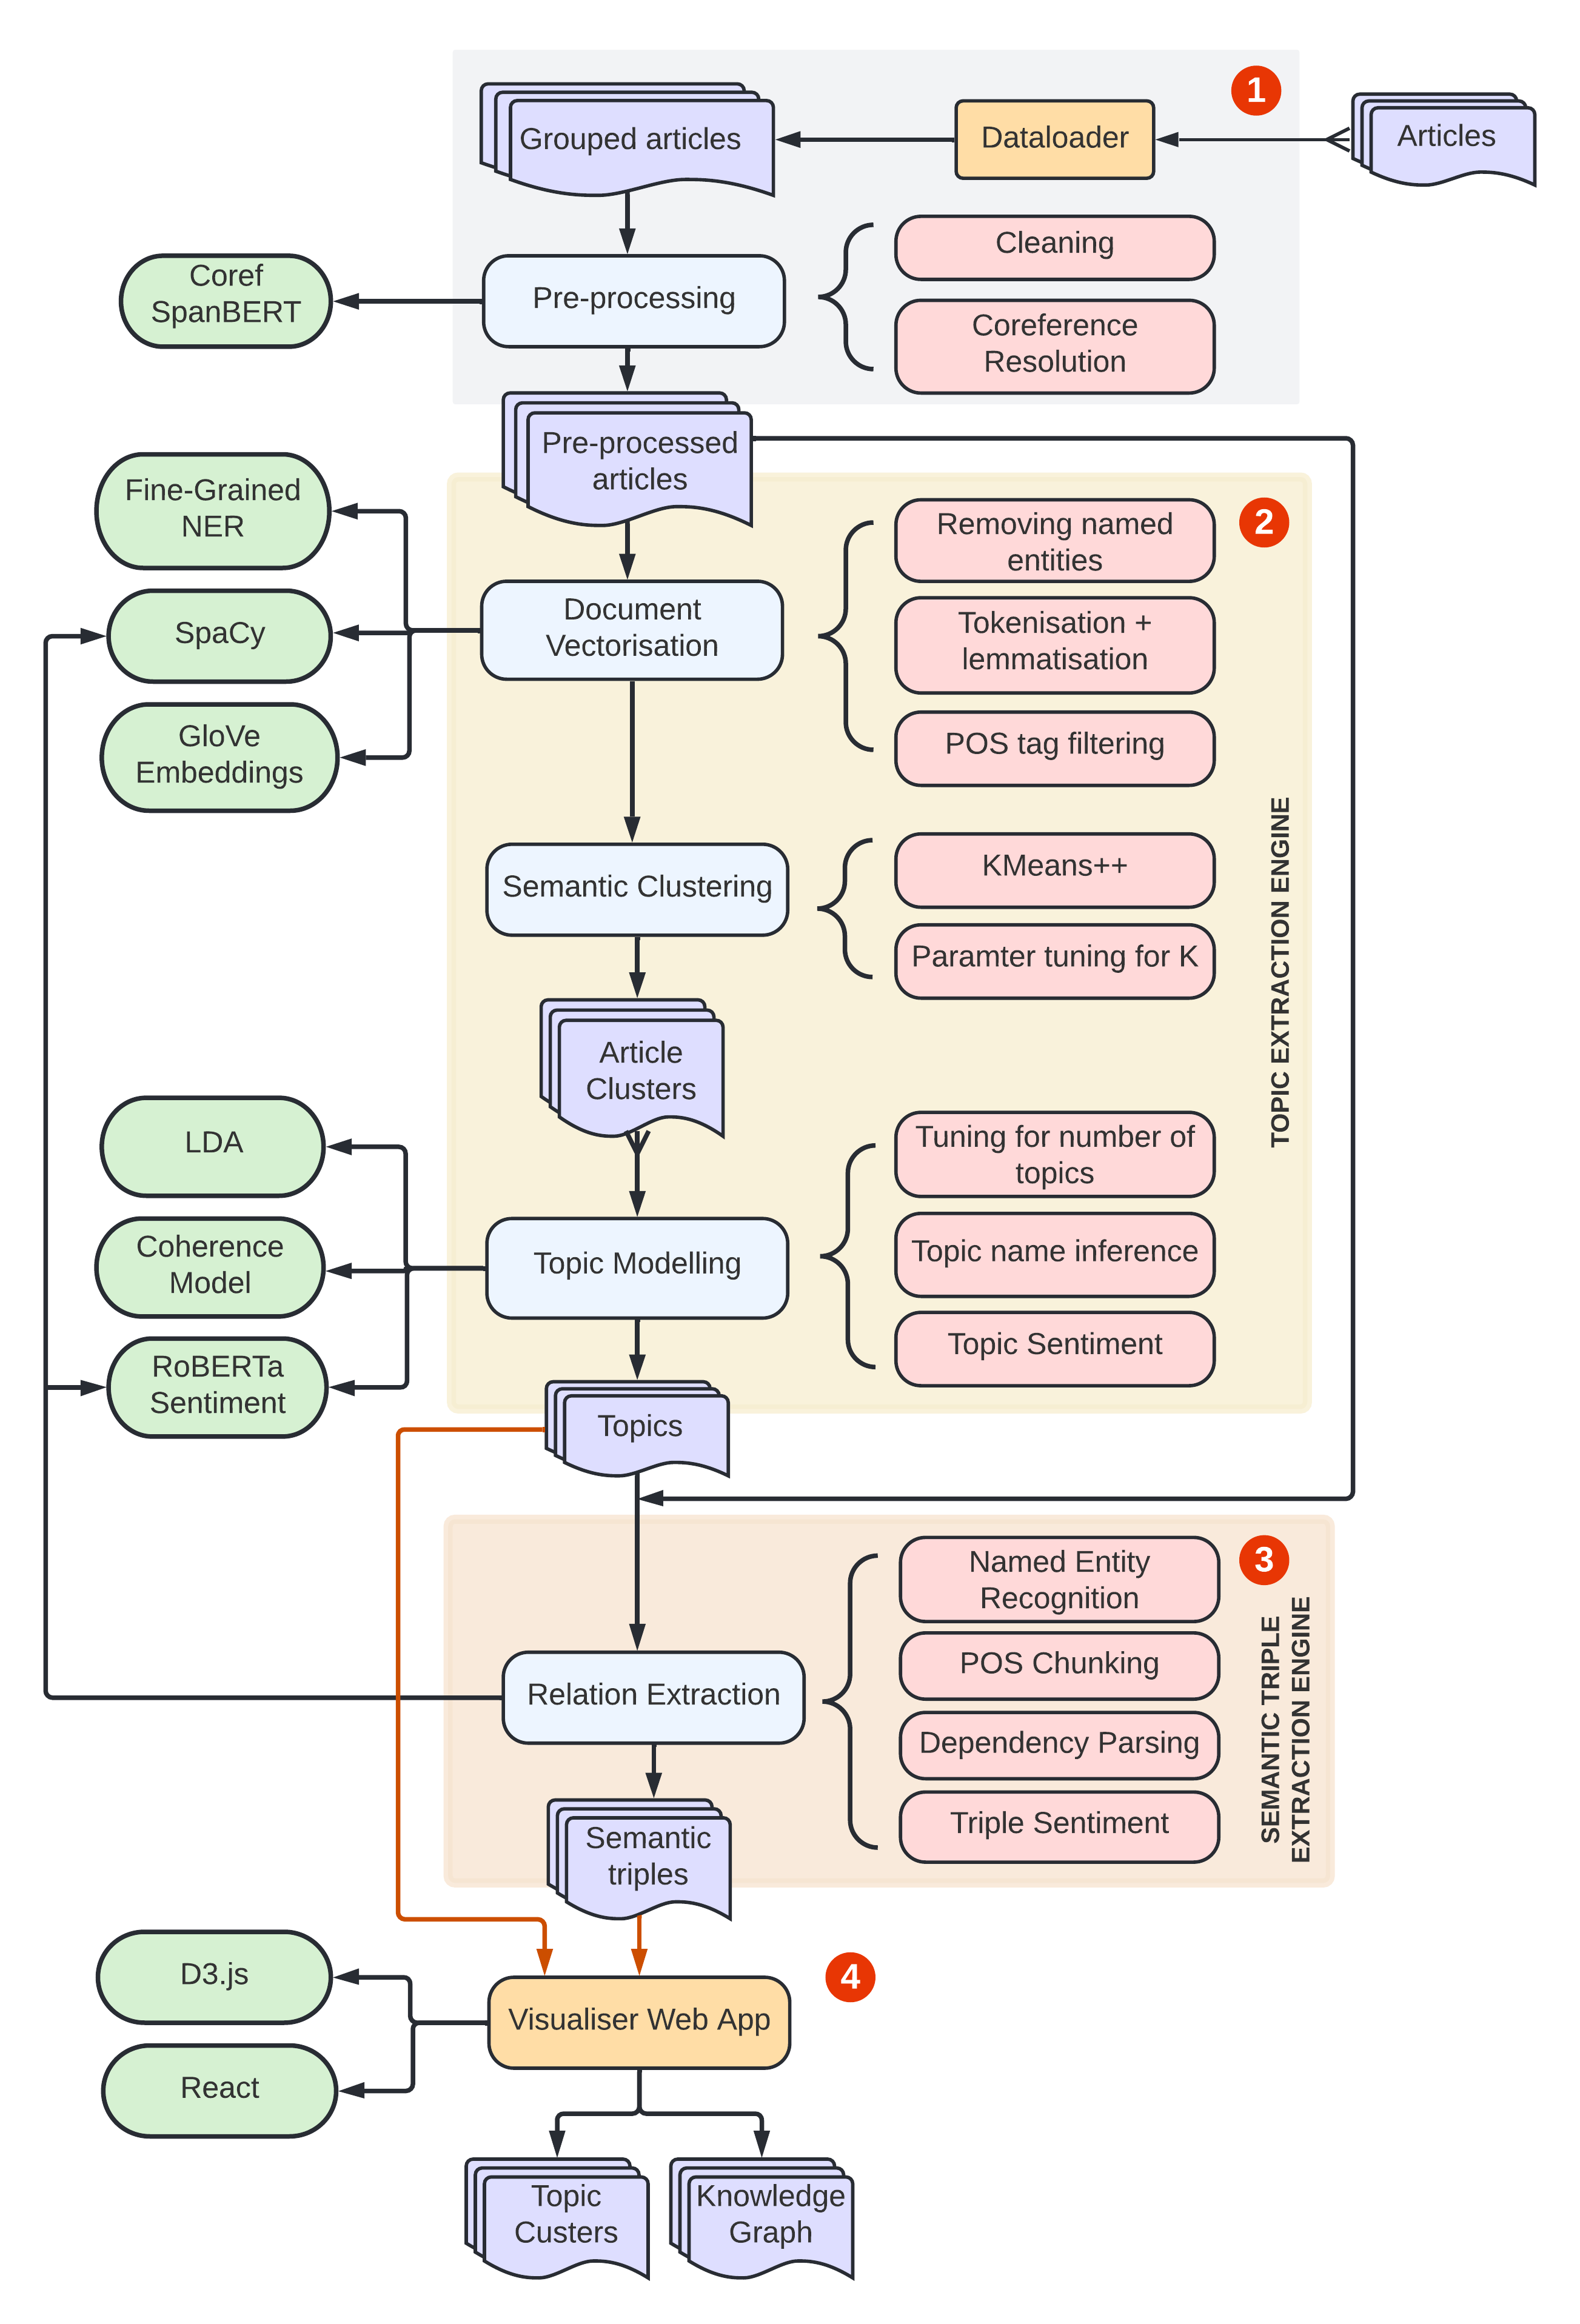 1
Grouped articles
Dataloader
Articles
Cleaning
Coref
SpanBERT
Pre-processing
Coreference
Resolution
Pre-processed
articles
2
Fine-Grained
NER
Removing named
entities
Document
Vectorisation
SpaCy
Tokenisation +
lemmatisation
GloVe
Embeddings
POS tag filtering
TOPIC EXTRACTION ENGINE
Semantic Clustering
KMeans++
Paramter tuning for K
Article
Clusters
LDA
Tuning for number of
topics
Coherence
Model
Topic Modelling
Topic name inference
RoBERTa
Sentiment
Topic Sentiment
Topics
3
Named Entity
Recognition
SEMANTIC TRIPLE
EXTRACTION ENGINE
POS Chunking
Relation Extraction
Dependency Parsing
Triple Sentiment
Semantic
triples
4
D3.js
Visualiser Web App
React
Topic
Custers
Knowledge
Graph